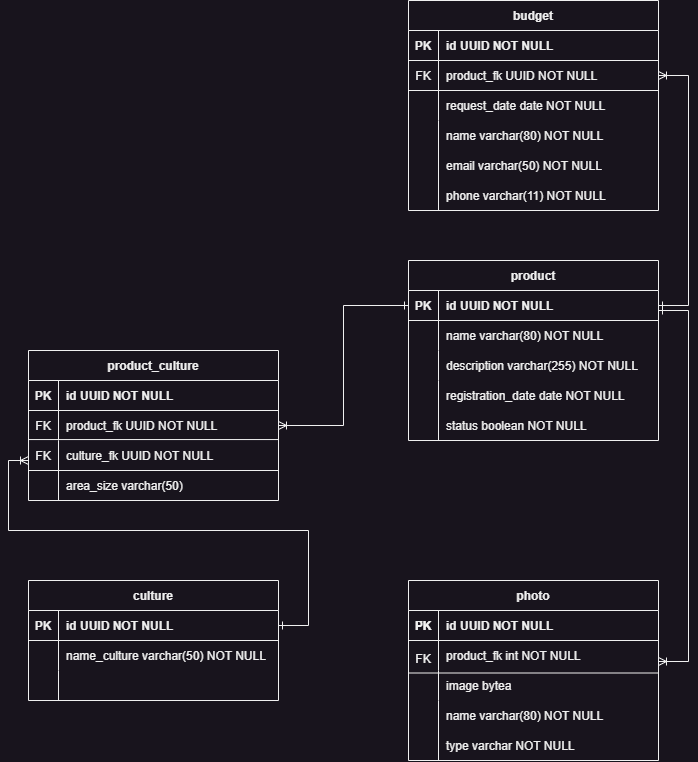 budget
PK id UUID NOT NULL
FK product_fk UUID NOT NULL
request_date date NOT NULL
name varchar(80) NOT NULL
email varchar(50) NOT NULL
phone varchar(11) NOT NULL
product
PK id UUID NOT NULL
name varchar(80) NOT NULL
description varchar(255) NOT NULL
registration_date date NOT NULL
status boolean NOT NULL
product_culture
PK id UUID NOT NULL
FK product_fk UUID NOT NULL
FK culture_fk UUID NOT NULL
area_size varchar(50)
culture
PK id UUID NOT NULL
name_culture varchar(50) NOT NULL
photo
PK id UUID NOT NULL
FK product_fk int NOT NULL
image bytea
name varchar(80) NOT NULL
type varchar NOT NULL